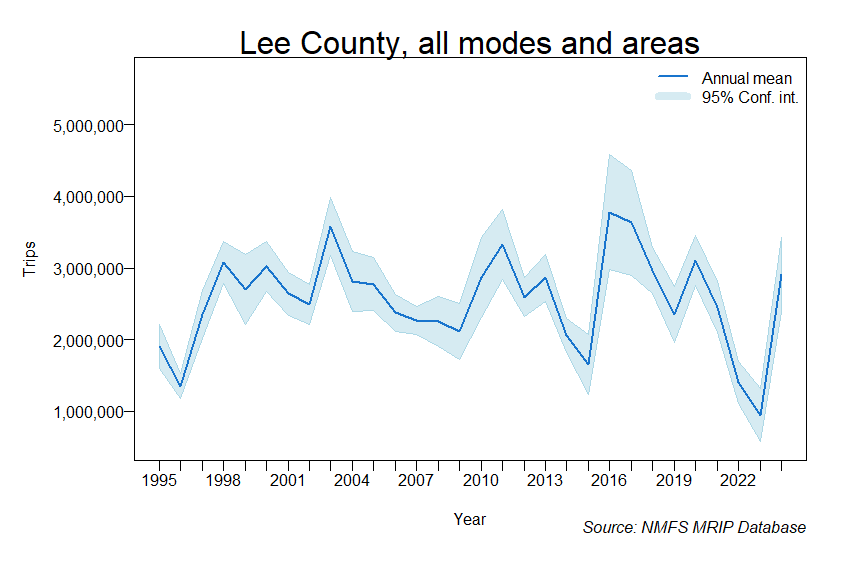 Lee County, all modes and areas
Annual mean
95% Conf. int.
5,000,000
4,000,000
3,000,000
2,000,000
1,000,000
Trips
1995 1998 2001 2004 2007 2010 2013 2016 2019 2022
Year
Source: NMFS MRIP Database